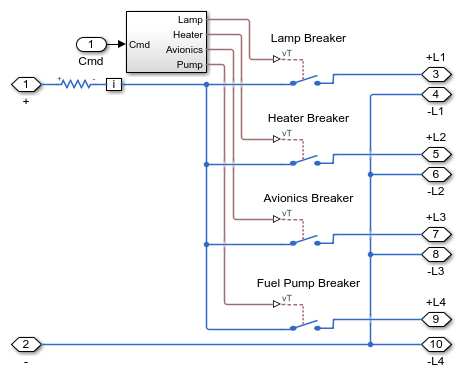 Lamp
Heater
Avionics
Pump
Cmd
1
Cmd
Lamp Breaker
vT
+L1
3
4
-L1
1
+
+
-
i
Heater Breaker
vT
+L2
5
6
-L2
Avionics Breaker
vT
+L3
7
8
-L3
Fuel Pump Breaker
vT
+L4
9
10
-L4
2
-